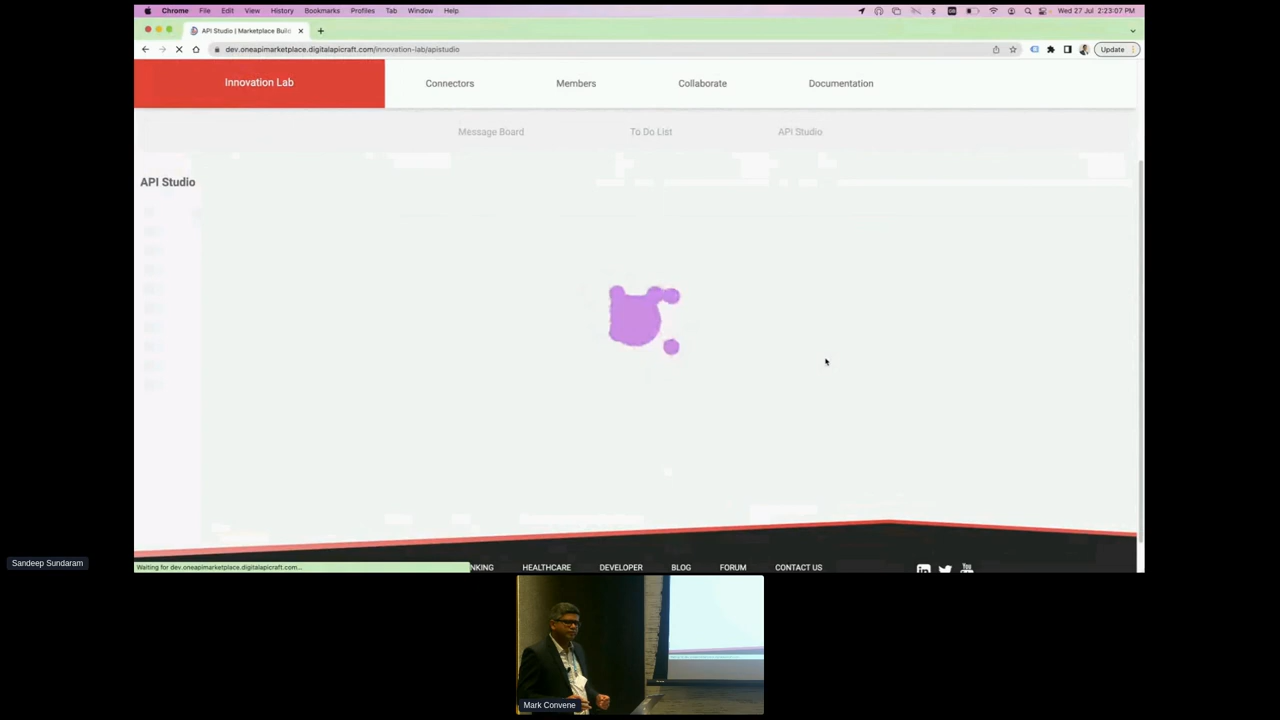 Chrome File Edit View History Bookmarks Profiles Tab Window Help Wed 27 Jul 2:23:07 PM
API Studio | Marketplace Build
dev.oneapimarketplace.digitalapicraft.com/innovation-lab/apistudio Update
Innovation Lab Connectors Members Collaborate Documentation
Message Board To Do List API Studio
API Studio
Sandeep Sundaram
Waiting for dev.oneapimarketplace.digitalapicraft.com... NKING HEALTHCARE DEVELOPER BLOG FORUM CONTACT US
Mark Convene